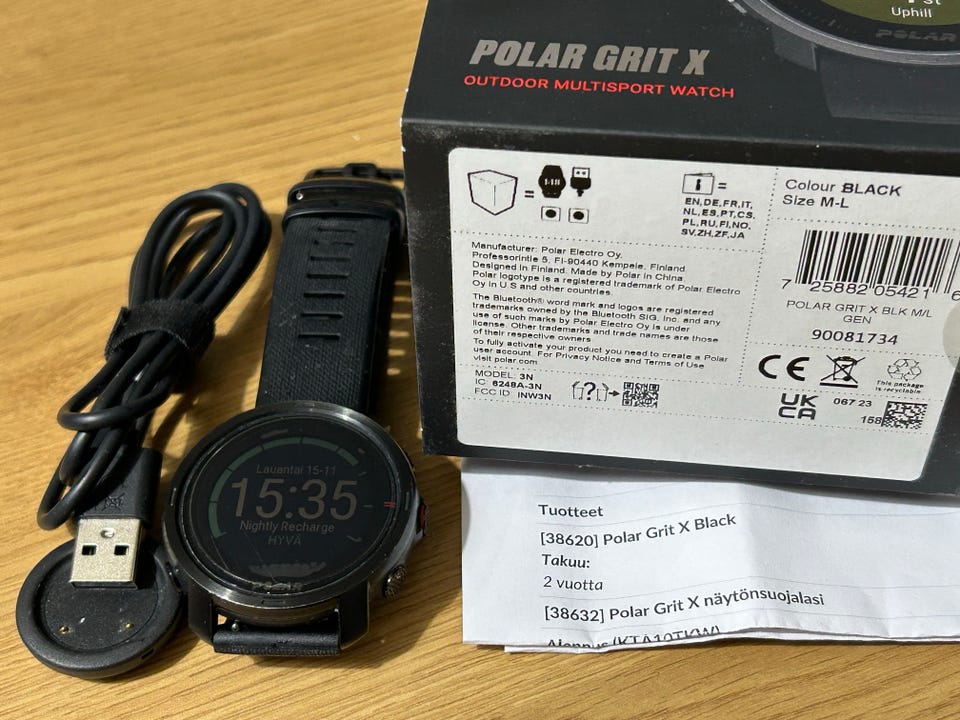 St
Uphill
POLAR
POLAR GRIT X
OUTDOOR MULTISPORT WATCH
=
=
EN,DE,FR,IT,
NL,ES,PT,CS,
PL,RU,FI,NO,
SV,ZH,ZF,JA
Colour BLACK
Size M-L
Manufacturer: Polar Electro Oy.
Professorintie 5, FI-90440 Kempele, Finland
Designed in Finland. Made by Polar in China
Polar logotype is a registered trademark of Polar Electro
Oy in U.S and other countries.
The Bluetooth® word mark and logos are registered
trademarks owned by the Bluetooth SIG, Inc. and any
use of such marks by Polar Electro Oy is under
license. Other trademarks and trade names are those
of their respective owners
To fully activate your product you need to create a Polar
user account. For Privacy Notice and Terms of Use
visit polar.com
MODEL: 3N
IC: 6248A-3N
FCC ID INW3N
7 25882 05421 6
POLAR GRIT X BLK M/L
GEN
90081734
CE
This package
is recyclable
UK
CA
067 23
158
Lauantai 15-11
15:35
Nightly Recharge
HYVÄ
POLAR
Tuotteet
[38620] Polar Grit X Black
Takuu:
2 vuotta
[38632] Polar Grit X näytönsuojalasi